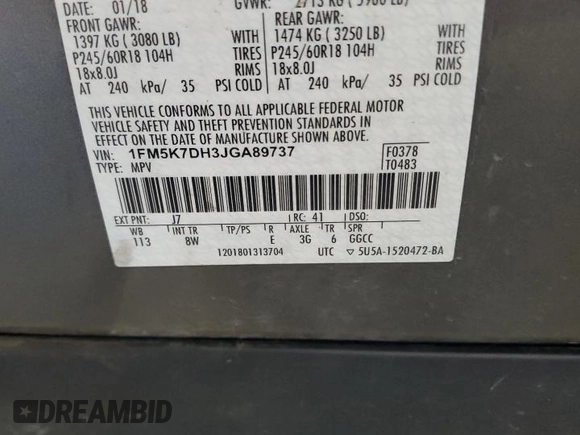 DATE: 01/18 GVWR: 2713 KG ( 5980 LB)
FRONT GAWR: REAR GAWR:
1397 KG ( 3080 LB) WITH 1474 KG ( 3250 LB) WITH
P245/60R18 104H TIRES P245/60R18 104H TIRES
18x8.0J RIMS 18x8.0J RIMS
AT 240 kPa/ 35 PSI COLD AT 240 kPa/ 35 PSI COLD
THIS VEHICLE CONFORMS TO ALL APPLICABLE FEDERAL MOTOR
VEHICLE SAFETY AND THEFT PREVENTION STANDARDS IN
EFFECT ON THE DATE OF MANUFACTURE SHOWN ABOVE.
VIN: 1FM5K7DH3JGA89737 F0378
TYPE: MPV T0483
EXT PNT: J7 RC: 41 DSO:
WB INT TR TP/PS R AXLE TR SPR
113 8W E 3G 6 GGCC
1201801313704 UTC ▽ 5U5A-1520472-BA
DREAMBID